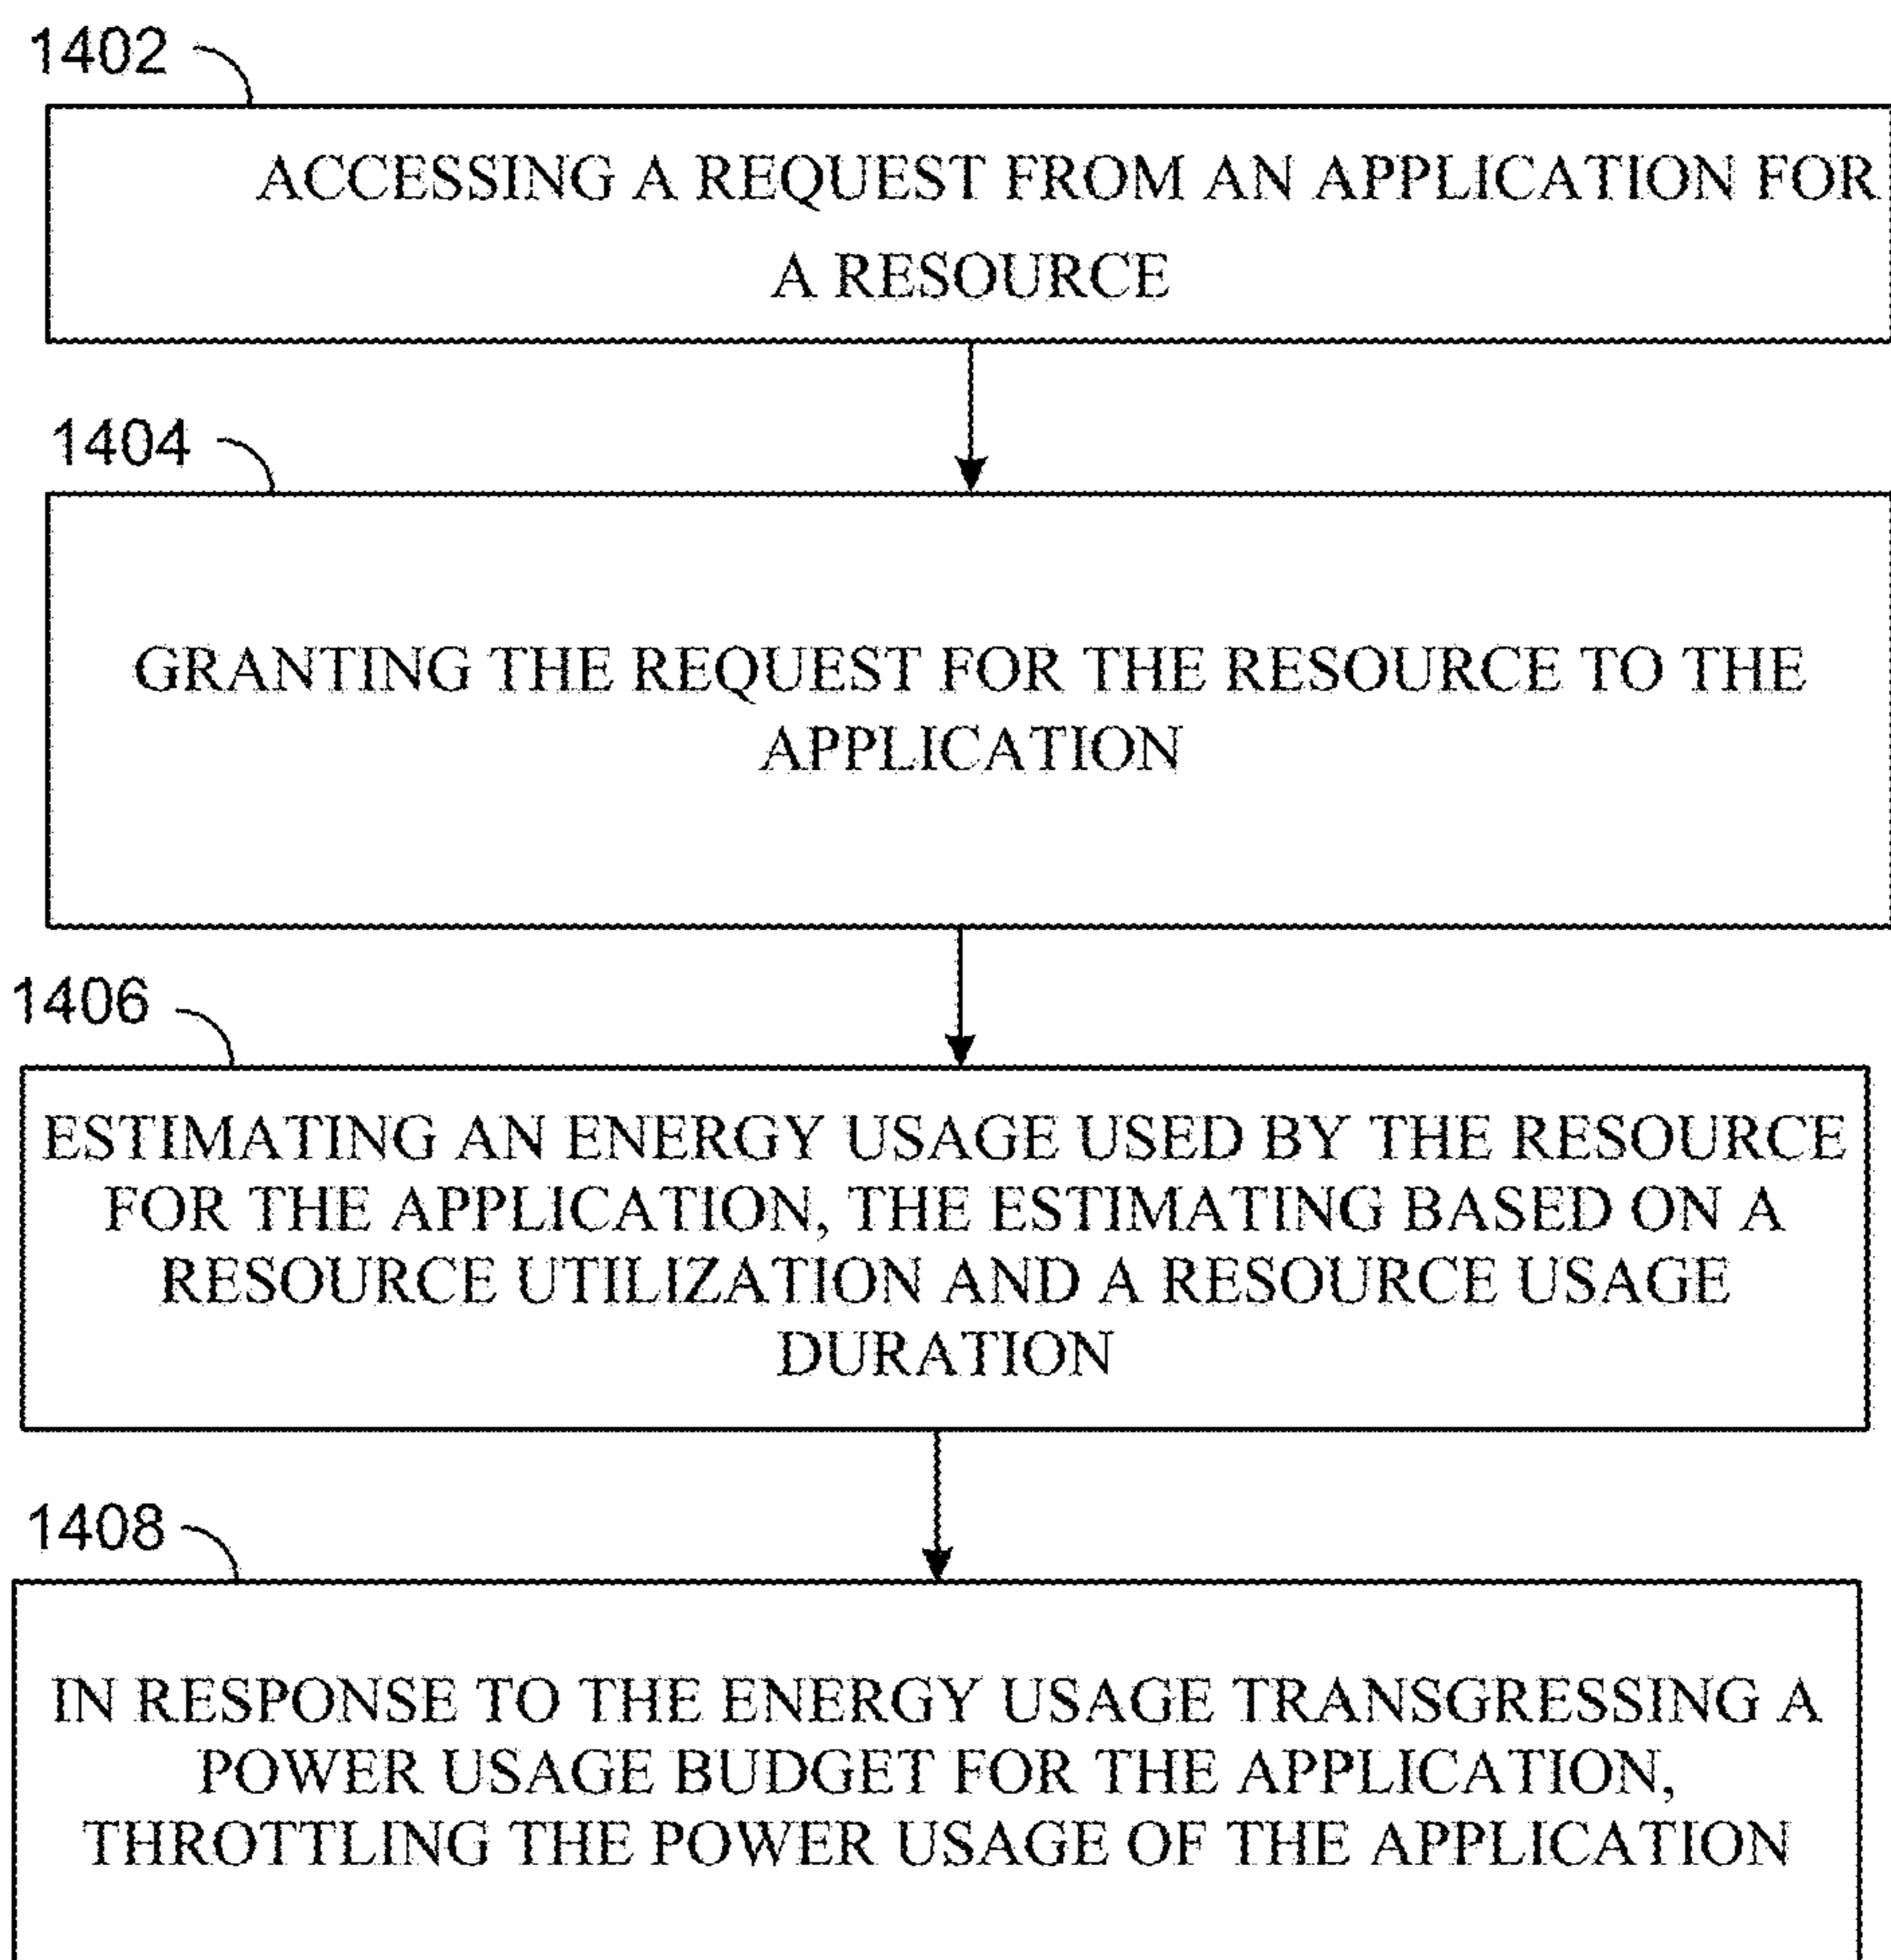 1402
ACCESSING A REQUEST FROM AN APPLICATION FOR
A RESOURCE
1404
GRANTING THE REQUEST FOR THE RESOURCE TO THE
APPLICATION
1406
ESTIMATING AN ENERGY USAGE USED BY THE RESOURCE
FOR THE APPLICATION, THE ESTIMATING BASED ON A
RESOURCE UTILIZATION AND A RESOURCE USAGE
DURATION
1408
IN RESPONSE TO THE ENERGY USAGE TRANSGRESSING A
POWER USAGE BUDGET FOR THE APPLICATION,
THROTTLING THE POWER USAGE OF THE APPLICATION